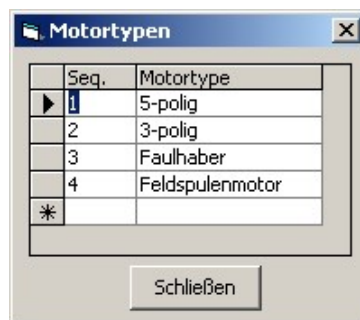 Motortypen
Seq. Motortype
1 5-polig
2 3-polig
3 Faulhaber
4 Feldspulenmotor
Schließen